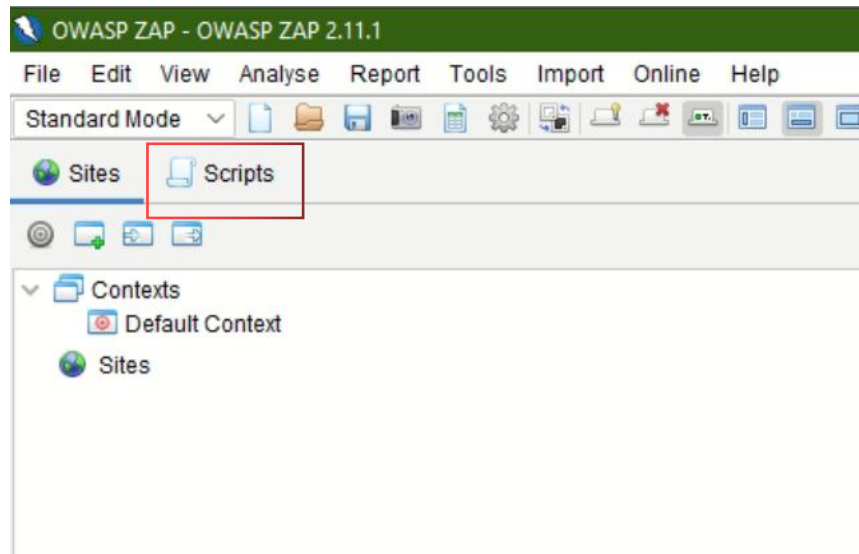 OWASP ZAP - OWASP ZAP 2.11.1
File Edit View Analyse Report Tools Import Online Help
Standard Mode
Sites Scripts
Contexts
Default Context
Sites